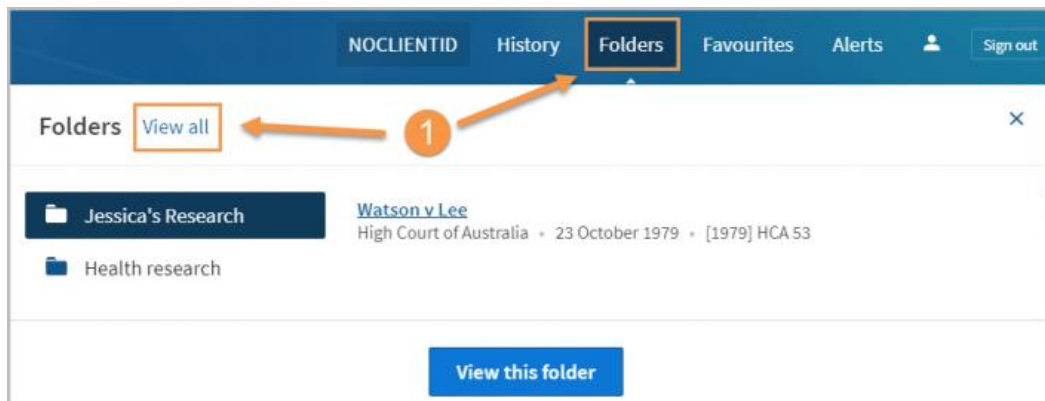 NOCLIENTID History Folders Favourites Alerts Sign out
Folders View all
1
Jessica's Research
Watson v Lee
High Court of Australia • 23 October 1979 • [1979] HCA 53
Health research
View this folder